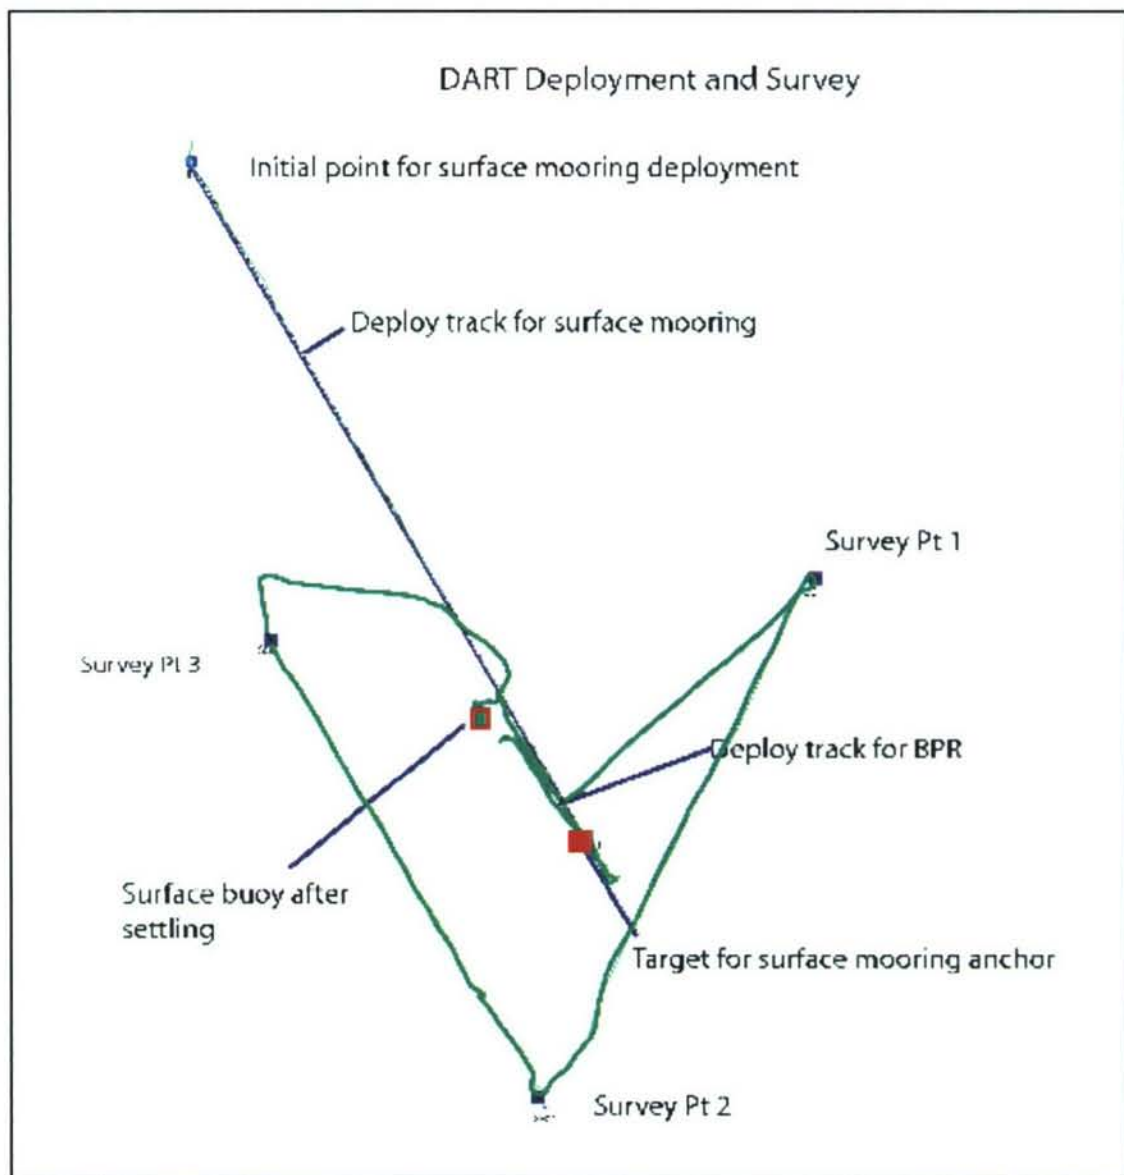 DART Deployment and Survey
Initial point for surface mooring deployment
Deploy track for surface mooring
Survey Pt 1
Survey Pt 3
Deploy track for BPR
Surface buoy after
settling
Target for surface mooring anchor
Survey Pt 2